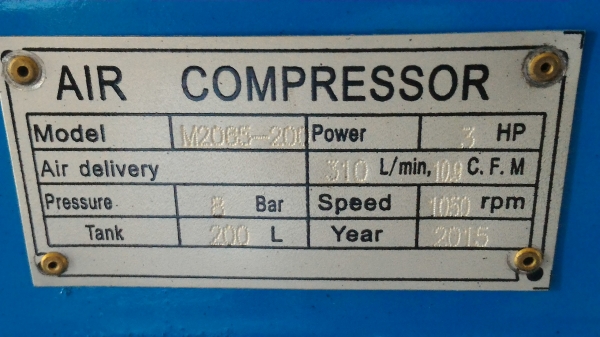 AIR COMPRESSOR
Model M2065-200 Power 3 HP
Air delivery 310 L/min, 10.9 C.F.M
Pressure 8 Bar Speed 1050 rpm
Tank 200 L Year 2015